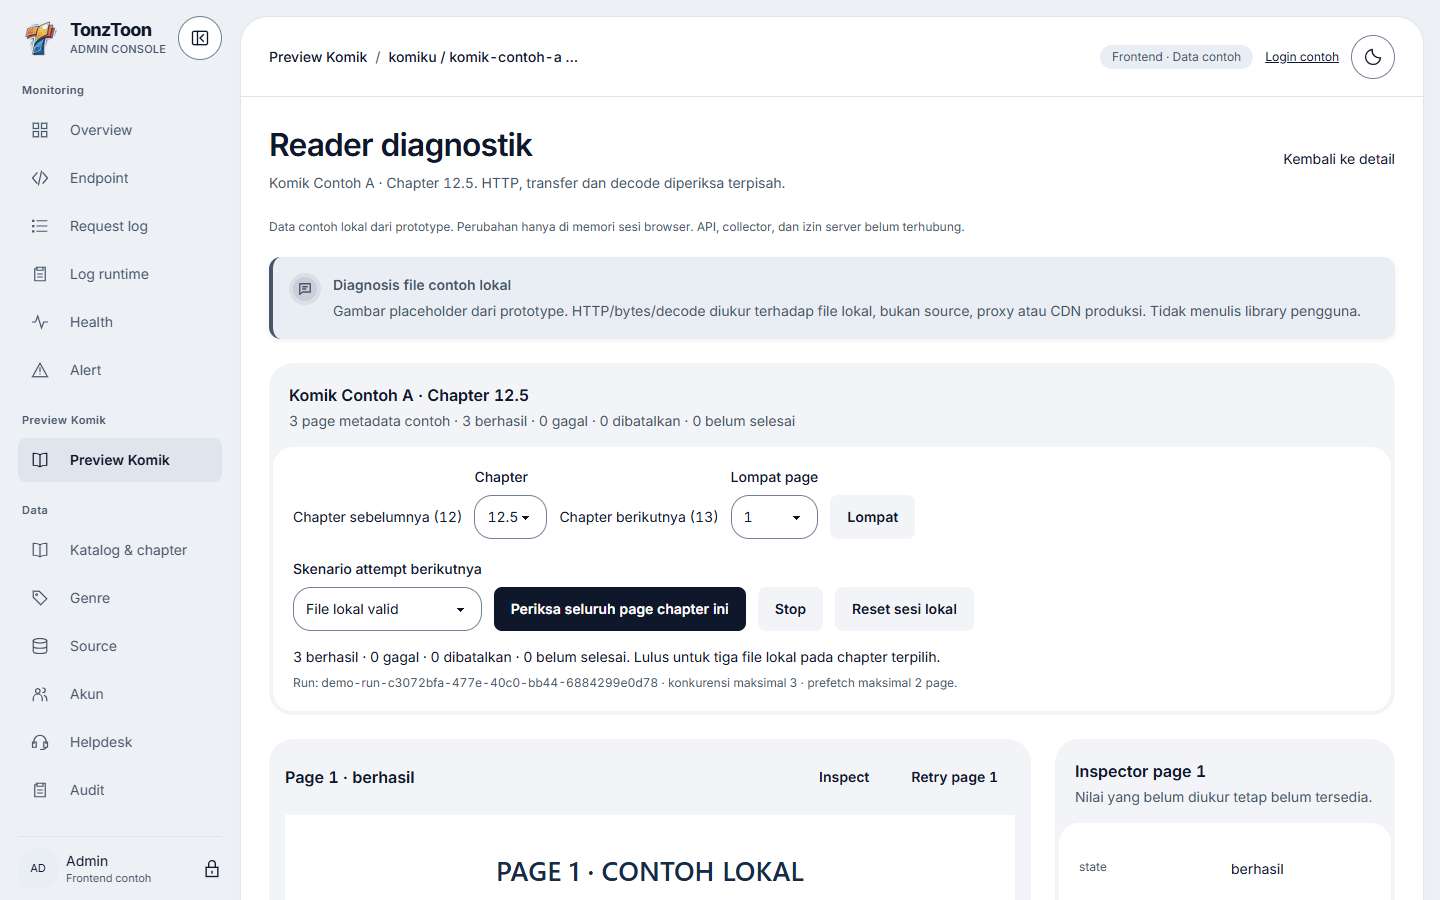 TonzToon
ADMIN CONSOLE
Monitoring
Overview
Endpoint
Request log
Log runtime
Health
Alert
Preview Komik
Preview Komik
Data
Katalog & chapter
Genre
Source
Akun
Helpdesk
Audit
AD
Admin
Frontend contoh
Preview Komik / komiku / komik-contoh-a ...
Frontend · Data contoh
Login contoh
Reader diagnostik
Komik Contoh A · Chapter 12.5. HTTP, transfer dan decode diperiksa terpisah.
Kembali ke detail
Data contoh lokal dari prototype. Perubahan hanya di memori sesi browser. API, collector, dan izin server belum terhubung.
Diagnosis file contoh lokal
Gambar placeholder dari prototype. HTTP/bytes/decode diukur terhadap file lokal, bukan source, proxy atau CDN produksi. Tidak menulis library pengguna.
Komik Contoh A · Chapter 12.5
3 page metadata contoh · 3 berhasil · 0 gagal · 0 dibatalkan · 0 belum selesai
Chapter
Lompat page
Chapter sebelumnya (12)
12.5
Chapter berikutnya (13)
1
Lompat
Skenario attempt berikutnya
File lokal valid
Periksa seluruh page chapter ini
Stop
Reset sesi lokal
3 berhasil · 0 gagal · 0 dibatalkan · 0 belum selesai. Lulus untuk tiga file lokal pada chapter terpilih.
Run: demo-run-c3072bfa-477e-40c0-bb44-6884299e0d78 · konkurensi maksimal 3 · prefetch maksimal 2 page.
Page 1 · berhasil
Inspect
Retry page 1
PAGE 1 · CONTOH LOKAL
Inspector page 1
Nilai yang belum diukur tetap belum tersedia.
state
berhasil